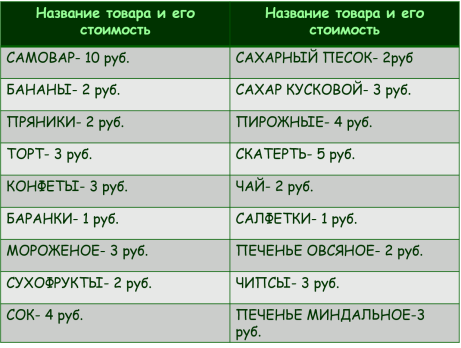 Название товара и его
стоимость
Название товара и его
стоимость
САМОВАР- 10 руб.
САХАРНЫЙ ПЕСОК- 2руб
БАНАНЫ- 2 руб.
САХАР КУСКОВОЙ- 3 руб.
ПРЯНИКИ- 2 руб.
ПИРОЖНЫЕ- 4 руб.
ТОРТ- 3 руб.
СКАТЕРТЬ- 5 руб.
КОНФЕТЫ- 3 руб.
ЧАЙ- 2 руб.
БАРАНКИ- 1 руб.
САЛФЕТКИ- 1 руб.
МОРОЖЕНОЕ- 3 руб.
ПЕЧЕНЬЕ ОВСЯНОЕ- 2 руб.
СУХОФРУКТЫ- 2 руб.
ЧИПСЫ- 3 руб.
СОК- 4 руб.
ПЕЧЕНЬЕ МИНДАЛЬНОЕ-3
руб.